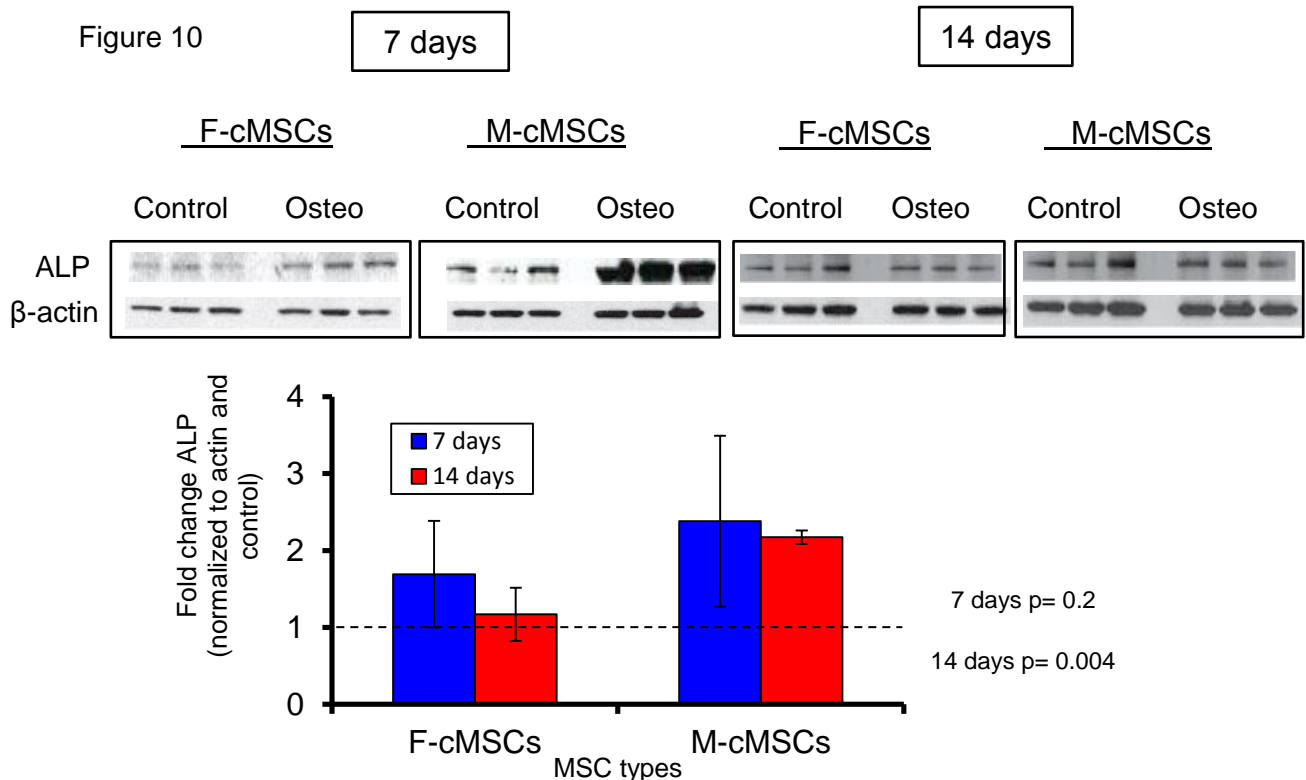 Figure 10
7 days
14 days
F-cMSCs M-cMSCs F-cMSCs M-cMSCs
Control Osteo Control Osteo Control Osteo Control Osteo
ALP
β-actin
Fold change ALP
(normalized to actin and
control)
4
3
2
1
0
7 days
14 days
7 days p= 0.2
14 days p= 0.004
F-cMSCs M-cMSCs
MSC types